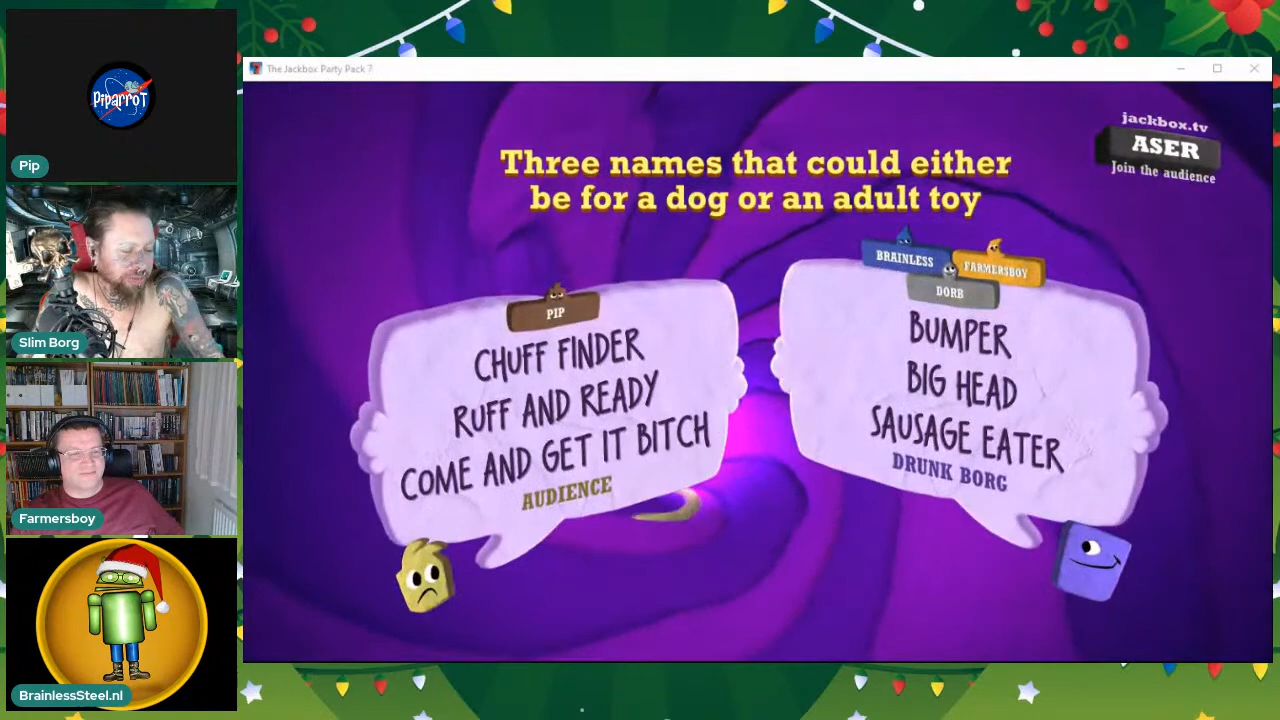 PiparroT
Pip
Slim Borg
Farmersboy
BrainlessSteel.nl
The Jackbox Party Pack 7
jackbox.tv
ASER
Join the audience
Three names that could either
be for a dog or an adult toy
PIP
CHUFF FINDER
RUFF AND READY
COME AND GET IT BITCH
AUDIENCE
BRAINLESS
FARMERSBOY
DORB
BUMPER
BIG HEAD
SAUSAGE EATER
DRUNK BORG